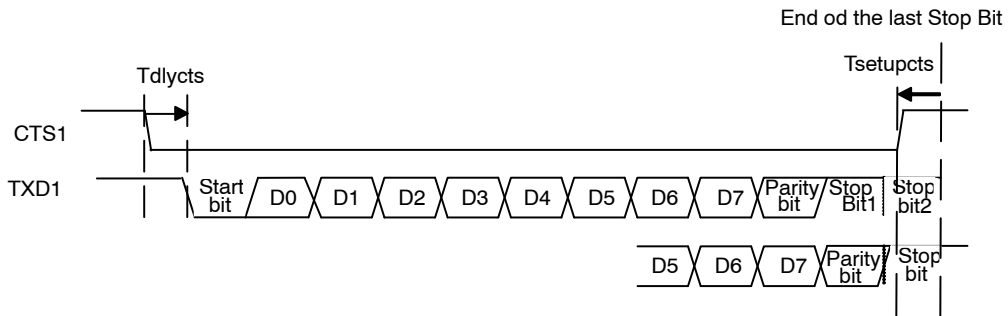 End od the last Stop Bit
Tsetupcts
Tdlycts
CTS1
TXD1
Start bit
D0
D1
D2
D3
D4
D5
D6
D7
Parity bit
Stop Bit1
Stop bit2
D5
D6
D7
Parity bit
Stop bit